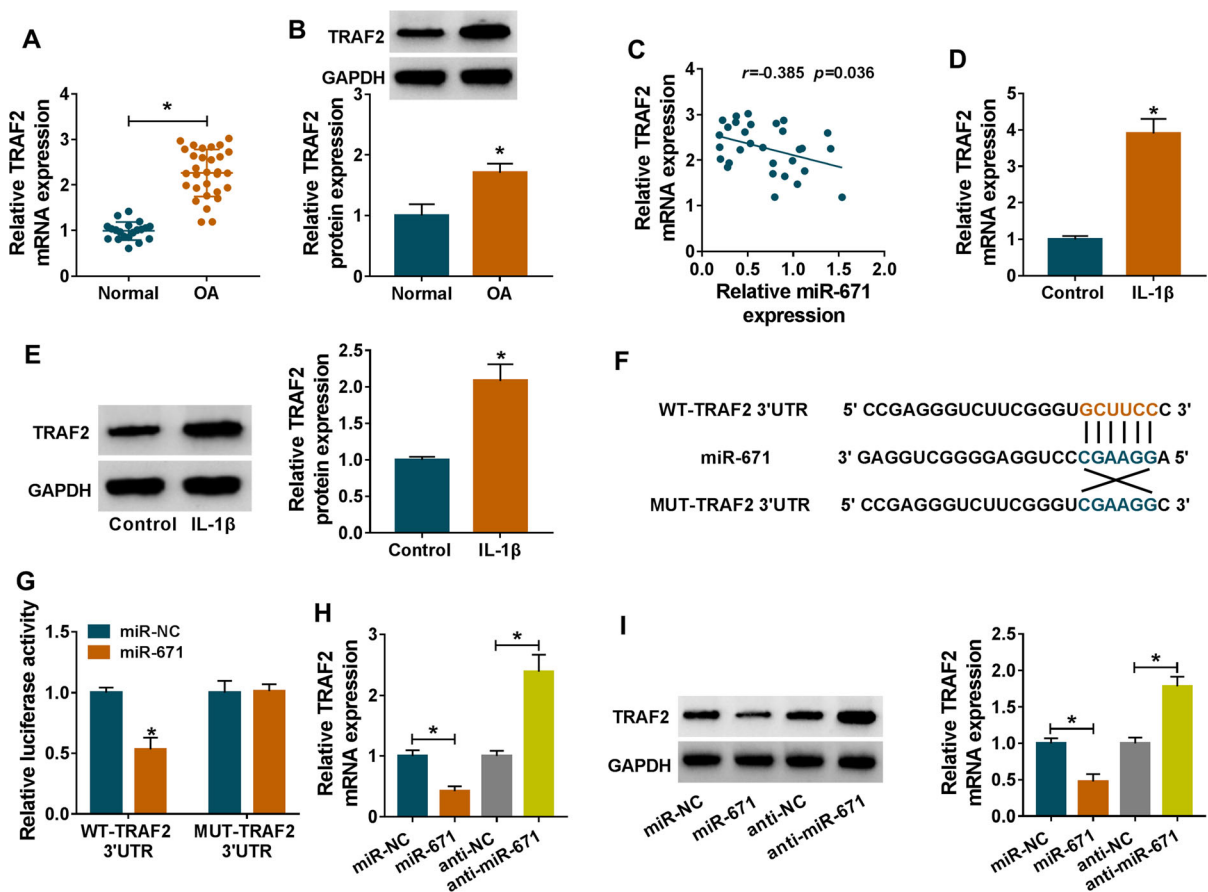 A
Relative TRAF2
mRNA expression
4
3
2
1
0
*
Normal
OA
B
TRAF2
GAPDH
Relative TRAF2
protein expression
3
2
1
0
*
Normal
OA
C
r=-0.385 p=0.036
Relative TRAF2
mRNA expression
4
3
2
1
0
0.0
0.5
1.0
1.5
2.0
Relative miR-671
expression
D
Relative TRAF2
mRNA expression
5
4
3
2
1
0
*
Control
IL-1β
E
TRAF2
GAPDH
Control
IL-1β
Relative TRAF2
protein expression
2.5
2.0
1.5
1.0
0.5
0.0
*
Control
IL-1β
F
WT-TRAF2 3'UTR 5' CCGAGGGUCUUCGGGUGCUUCCC 3'
miR-671 3' GAGGUCGGGGAGGUCCCGAAGGA 5'
MUT-TRAF2 3'UTR 5' CCGAGGGUCUUCGGGUCGAAGGC 3'
G
Relative luciferase activity
1.5
1.0
0.5
0.0
miR-NC
miR-671
*
WT-TRAF2
3'UTR
MUT-TRAF2
3'UTR
H
Relative TRAF2
mRNA expression
3
2
1
0
*
*
miR-NC
miR-671
anti-NC
anti-miR-671
I
TRAF2
GAPDH
miR-NC
miR-671
anti-NC
anti-miR-671
Relative TRAF2
mRNA expression
2.5
2.0
1.5
1.0
0.5
0.0
*
*
miR-NC
miR-671
anti-NC
anti-miR-671